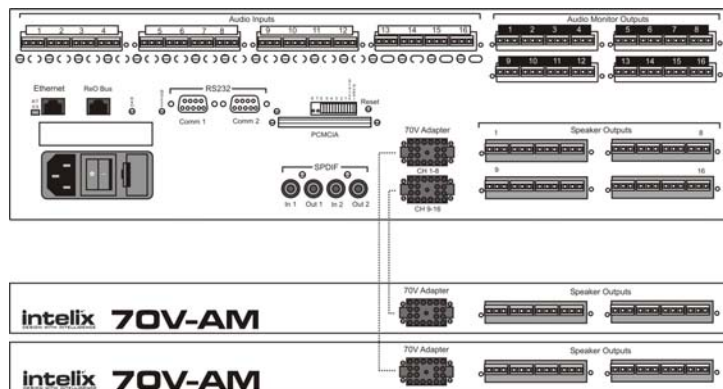 Audio Inputs
Audio Monitor Outputs
1 2 3 4
5 6 7 8
9 10 11 12
13 14 15 16
1 2 3 4
5 6 7 8
9 10 11 12
13 14 15 16
Ethernet
ReO Bus
RS232
Comm 1
Comm 2
Reset
PCMCIA
70V Adapter
Speaker Outputs
1
8
CH 1-8
9
16
CH 9-16
SPDIF
In 1
Out 1
In 2
Out 2
intelix
DESIGN WITH INTELLIGENCE
70V-AM
70V Adapter
Speaker Outputs
intelix
70V-AM
70V Adapter
Speaker Outputs